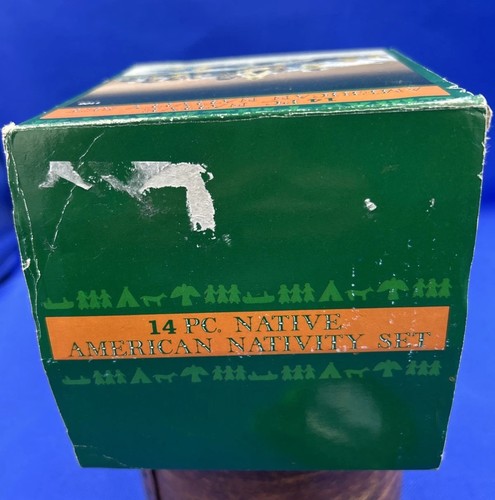 14 PC. NATIVE
AMERICAN NATIVITY SET